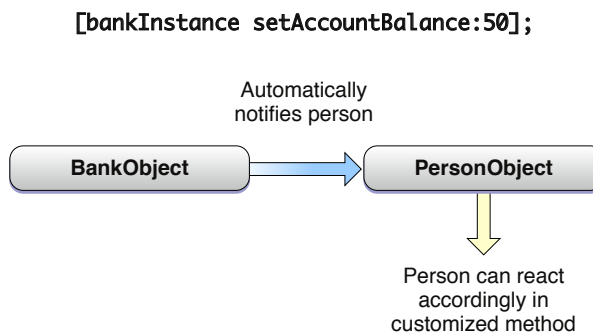 [bankInstance setAccountBalance:50];
Automatically
notifies person
BankObject
PersonObject
Person can react
accordingly in
customized method